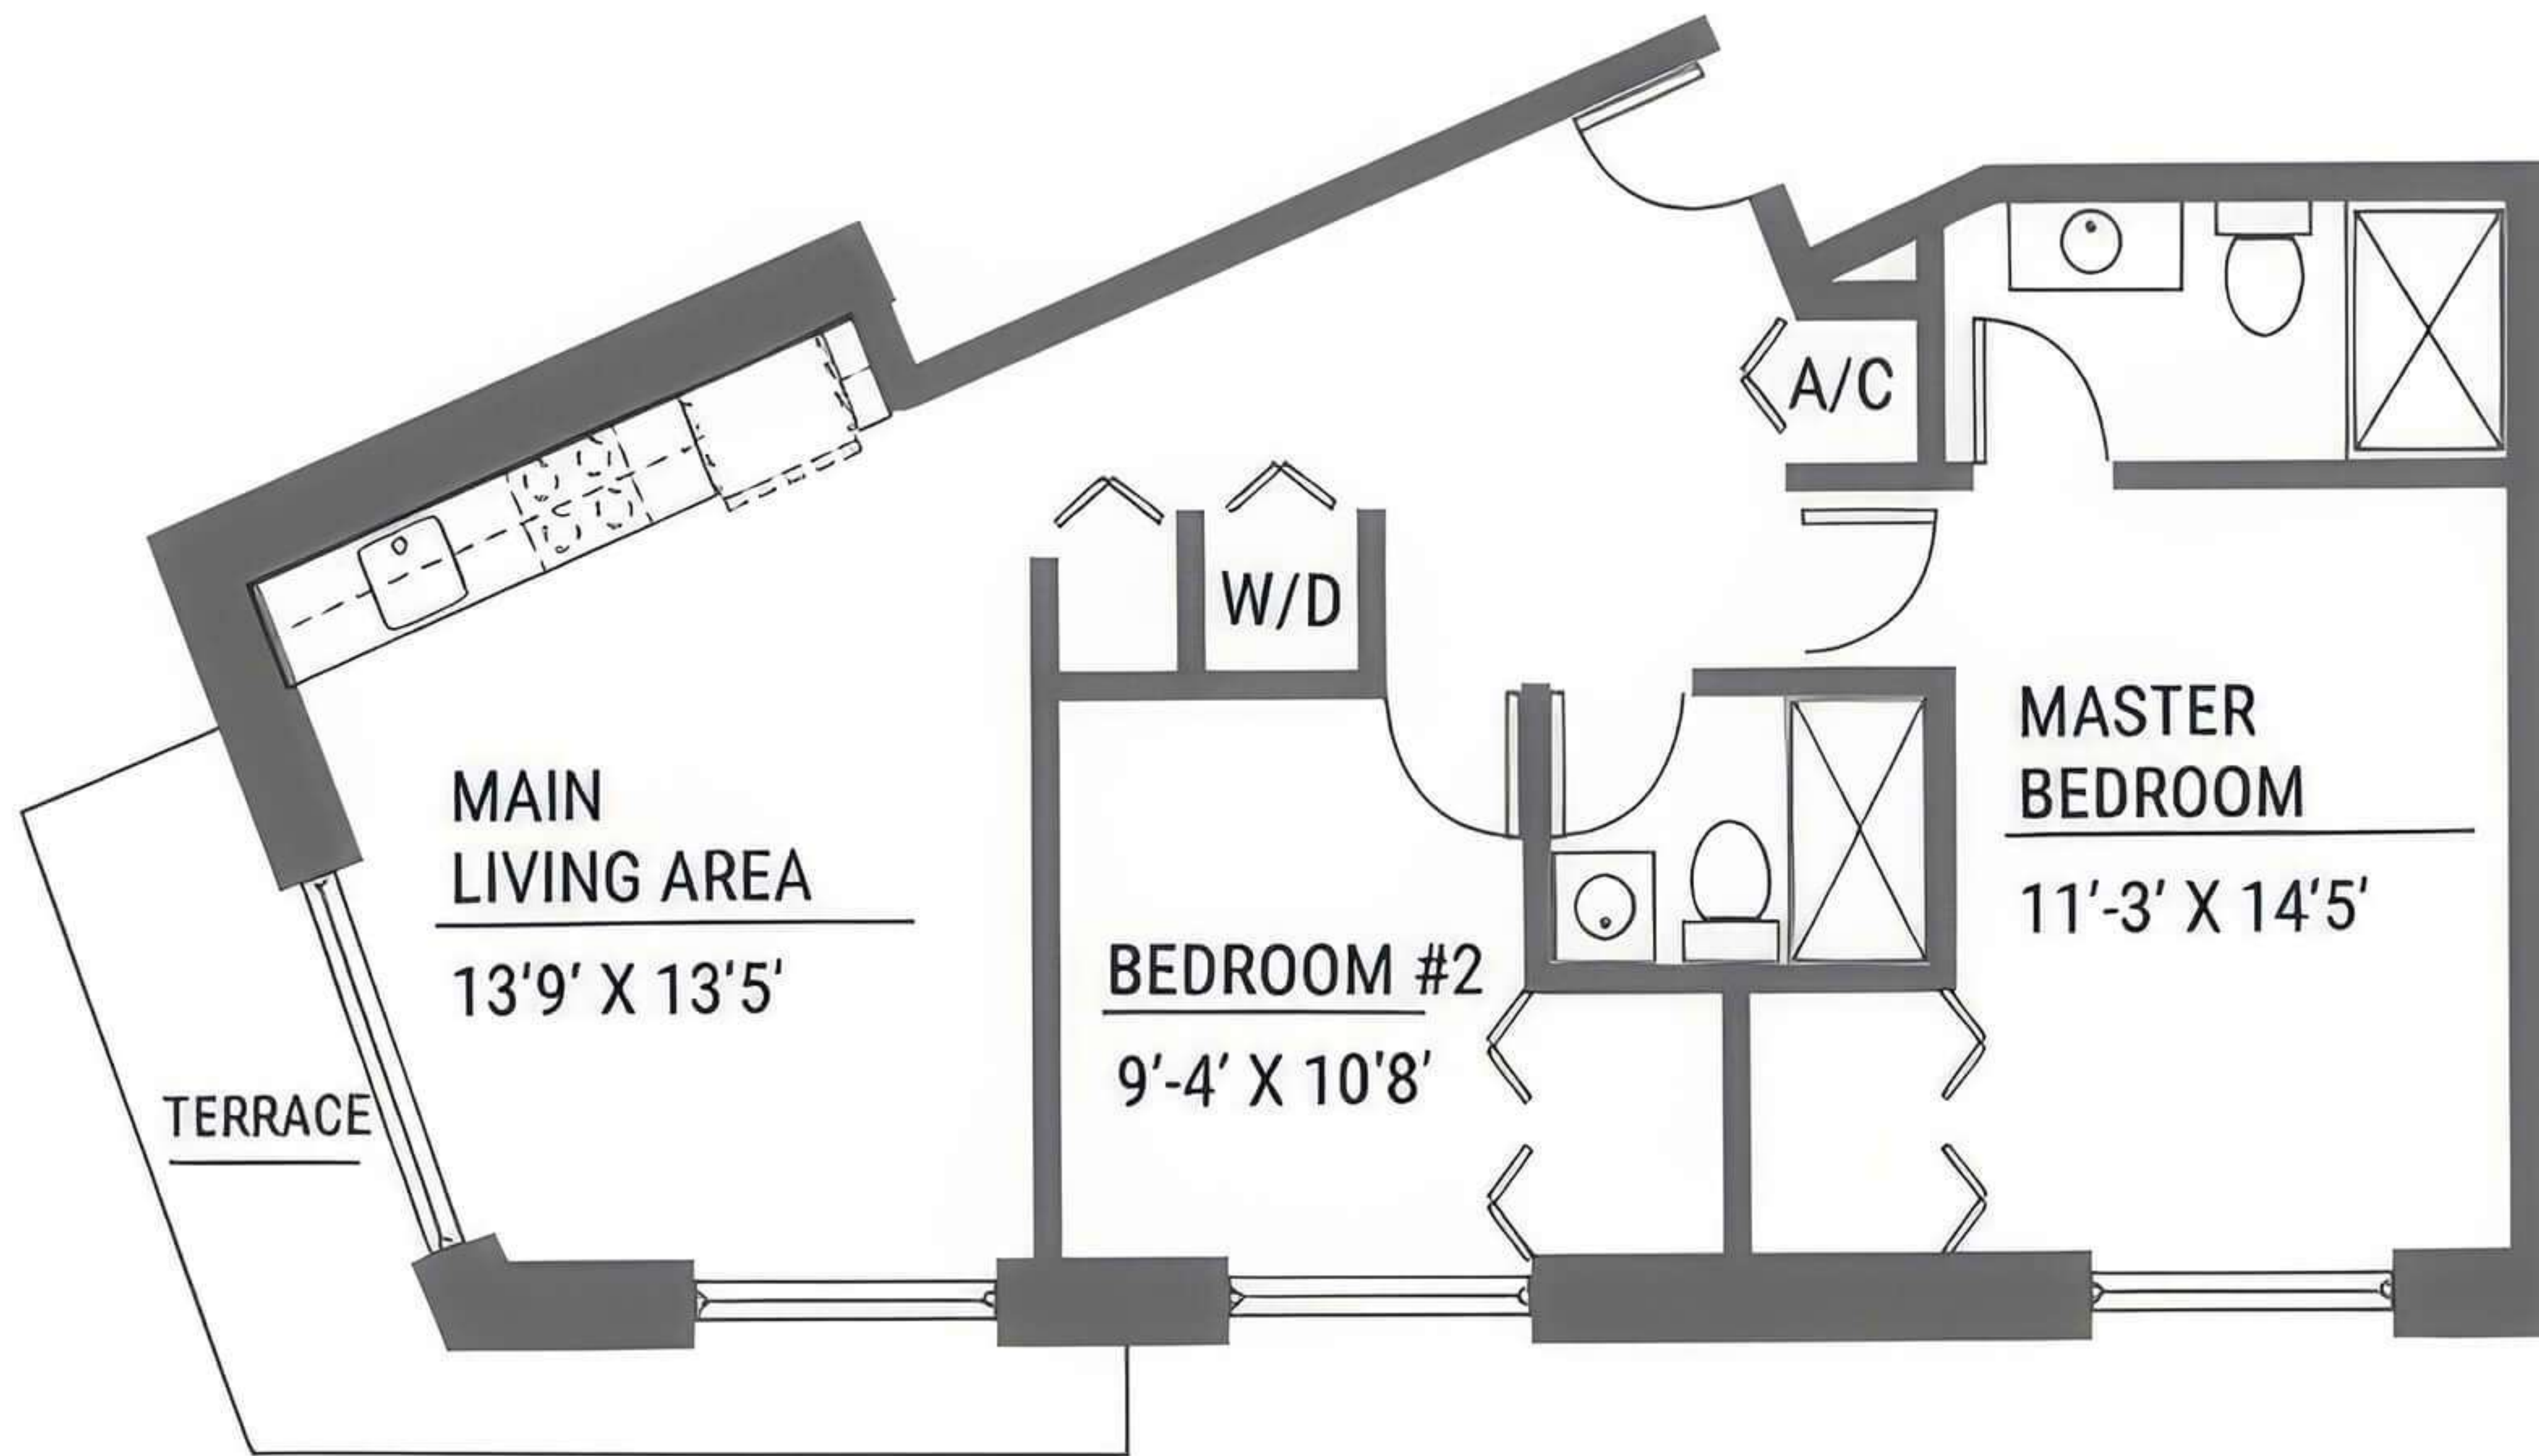 A/C
W/D
MAIN
LIVING AREA
13'9' X 13'5'
TERRACE
BEDROOM #2
9'-4' X 10'8'
MASTER
BEDROOM
11'-3' X 14'5'